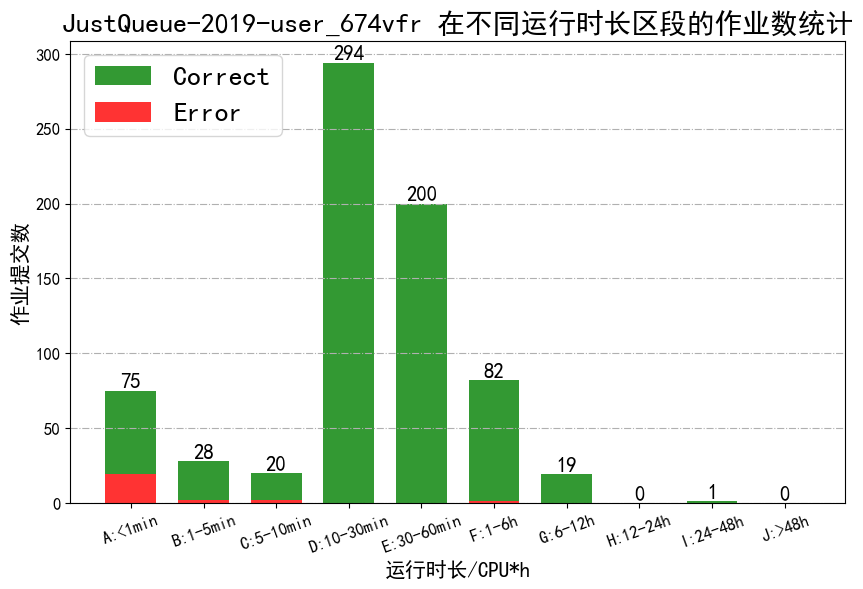 JustQueue-2019-user_674vfr 在不同运行时长区段的作业数统计
Correct
Error
作业提交数
300
250
200
150
100
50
0
75
28
20
294
200
82
19
0
1
0
A:<1min
B:1-5min
C:5-10min
D:10-30min
E:30-60min
F:1-6h
G:6-12h
H:12-24h
I:24-48h
J:>48h
运行时长/CPU*h